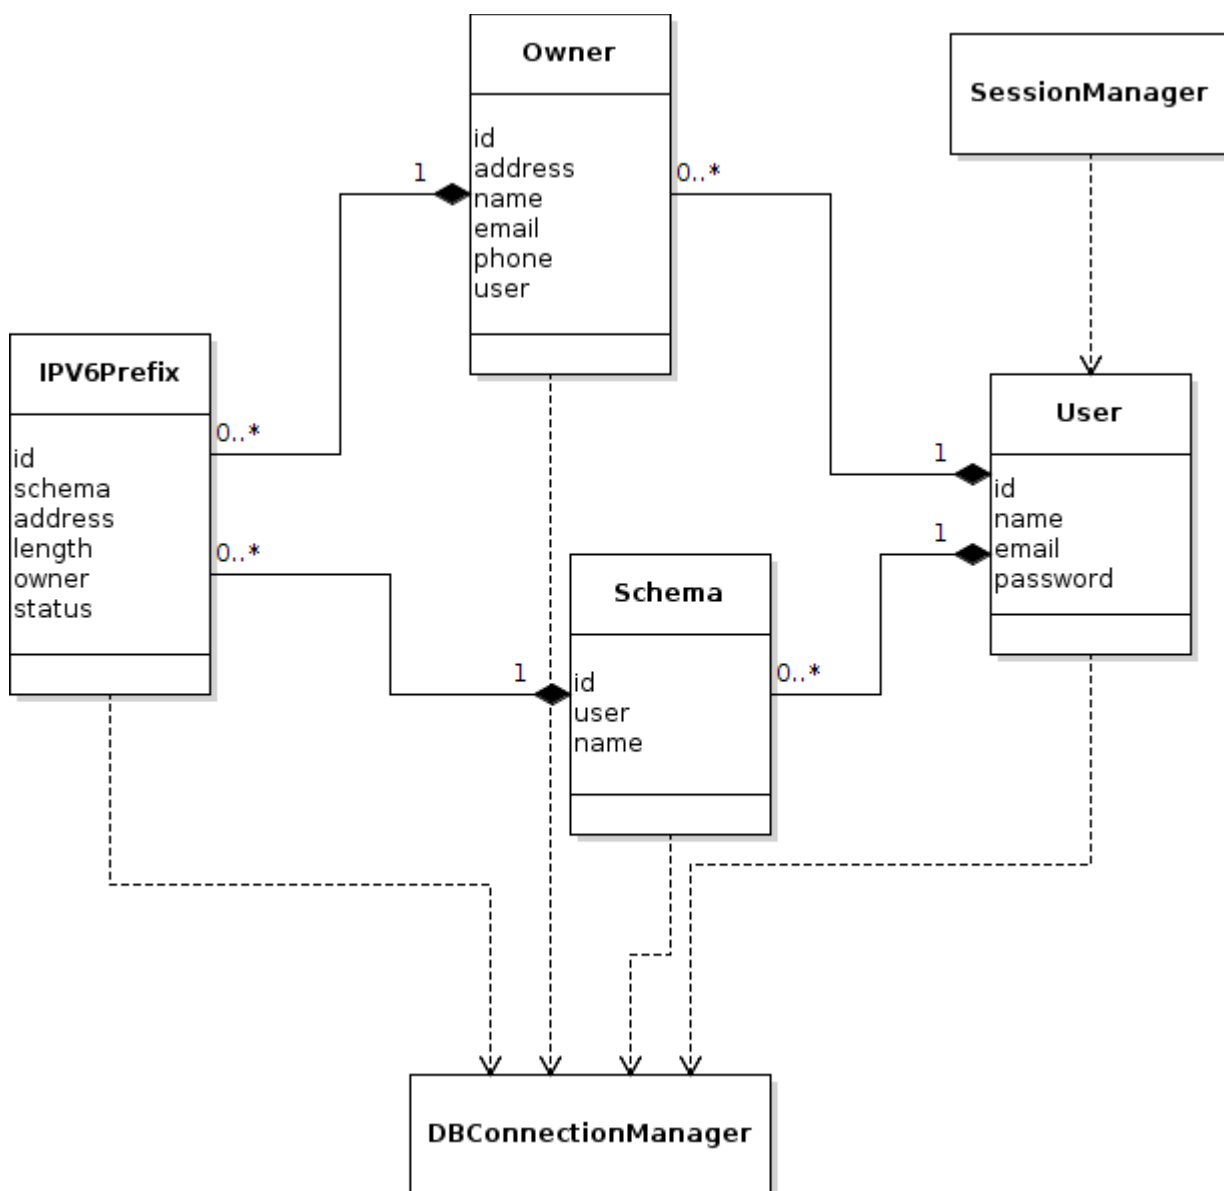 Owner
id
address
name
email
phone
user
SessionManager
1
0..*
IPV6Prefix
id
schema
address
length
owner
status
0..*
0..*
User
id
name
email
password
1
1
Schema
id
user
name
1
0..*
DBConnectionManager